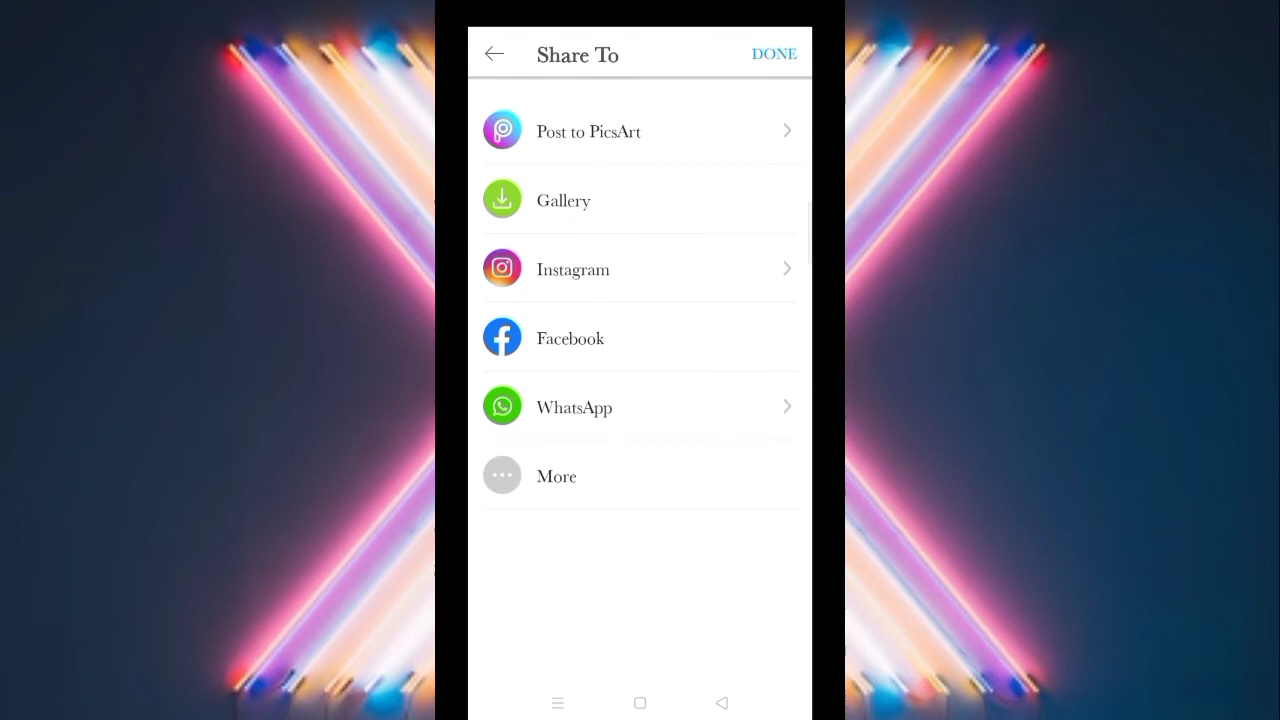 Share To
DONE
Post to PicsArt
Gallery
Instagram
Facebook
WhatsApp
More